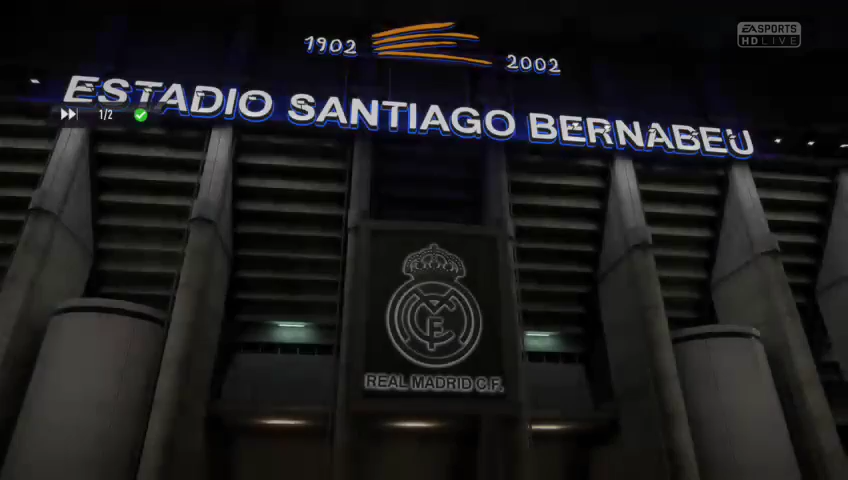 1902
2002
EA SPORTS
HD LIVE
ESTADIO SANTIAGO BERNABEU
1/2
REAL MADRID C.F.